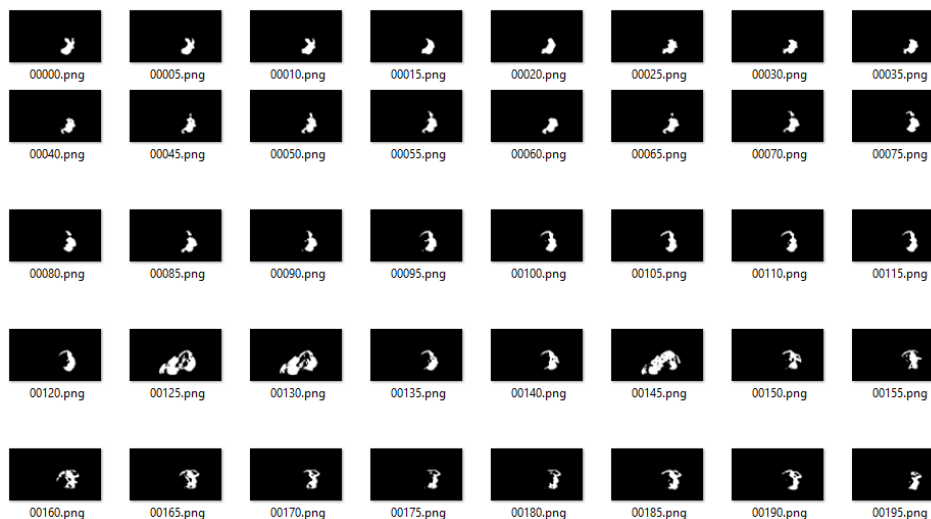 00000.png 00005.png 00010.png 00015.png 00020.png 00025.png 00030.png 00035.png
00040.png 00045.png 00050.png 00055.png 00060.png 00065.png 00070.png 00075.png
00080.png 00085.png 00090.png 00095.png 00100.png 00105.png 00110.png 00115.png
00120.png 00125.png 00130.png 00135.png 00140.png 00145.png 00150.png 00155.png
00160.png 00165.png 00170.png 00175.png 00180.png 00185.png 00190.png 00195.png